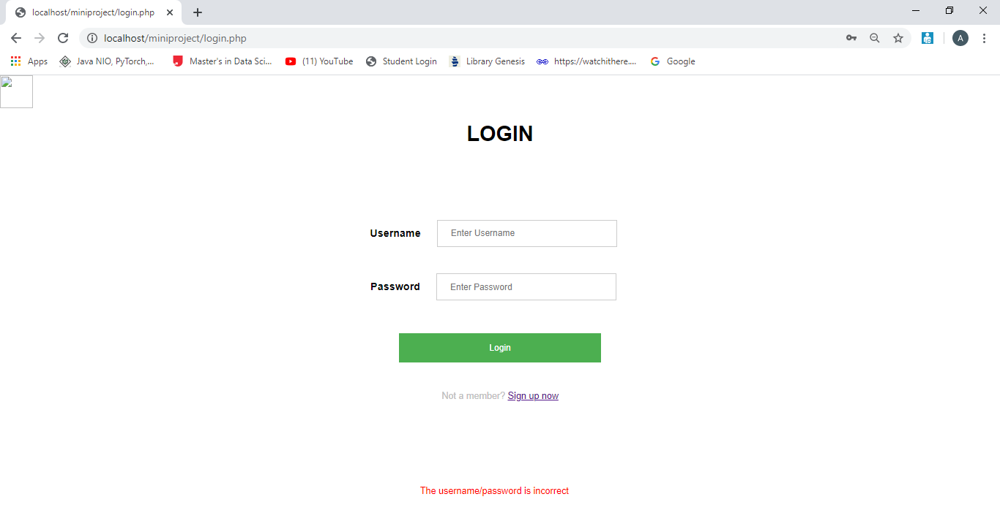 localhost/miniproject/login.php
localhost/miniproject/login.php
A
Apps Java NIO, PyTorch,... Master's in Data Sci... (11) YouTube Student Login Library Genesis https://watchithere.... Google
LOGIN
Username Enter Username
Password Enter Password
Login
Not a member? Sign up now
The username/password is incorrect